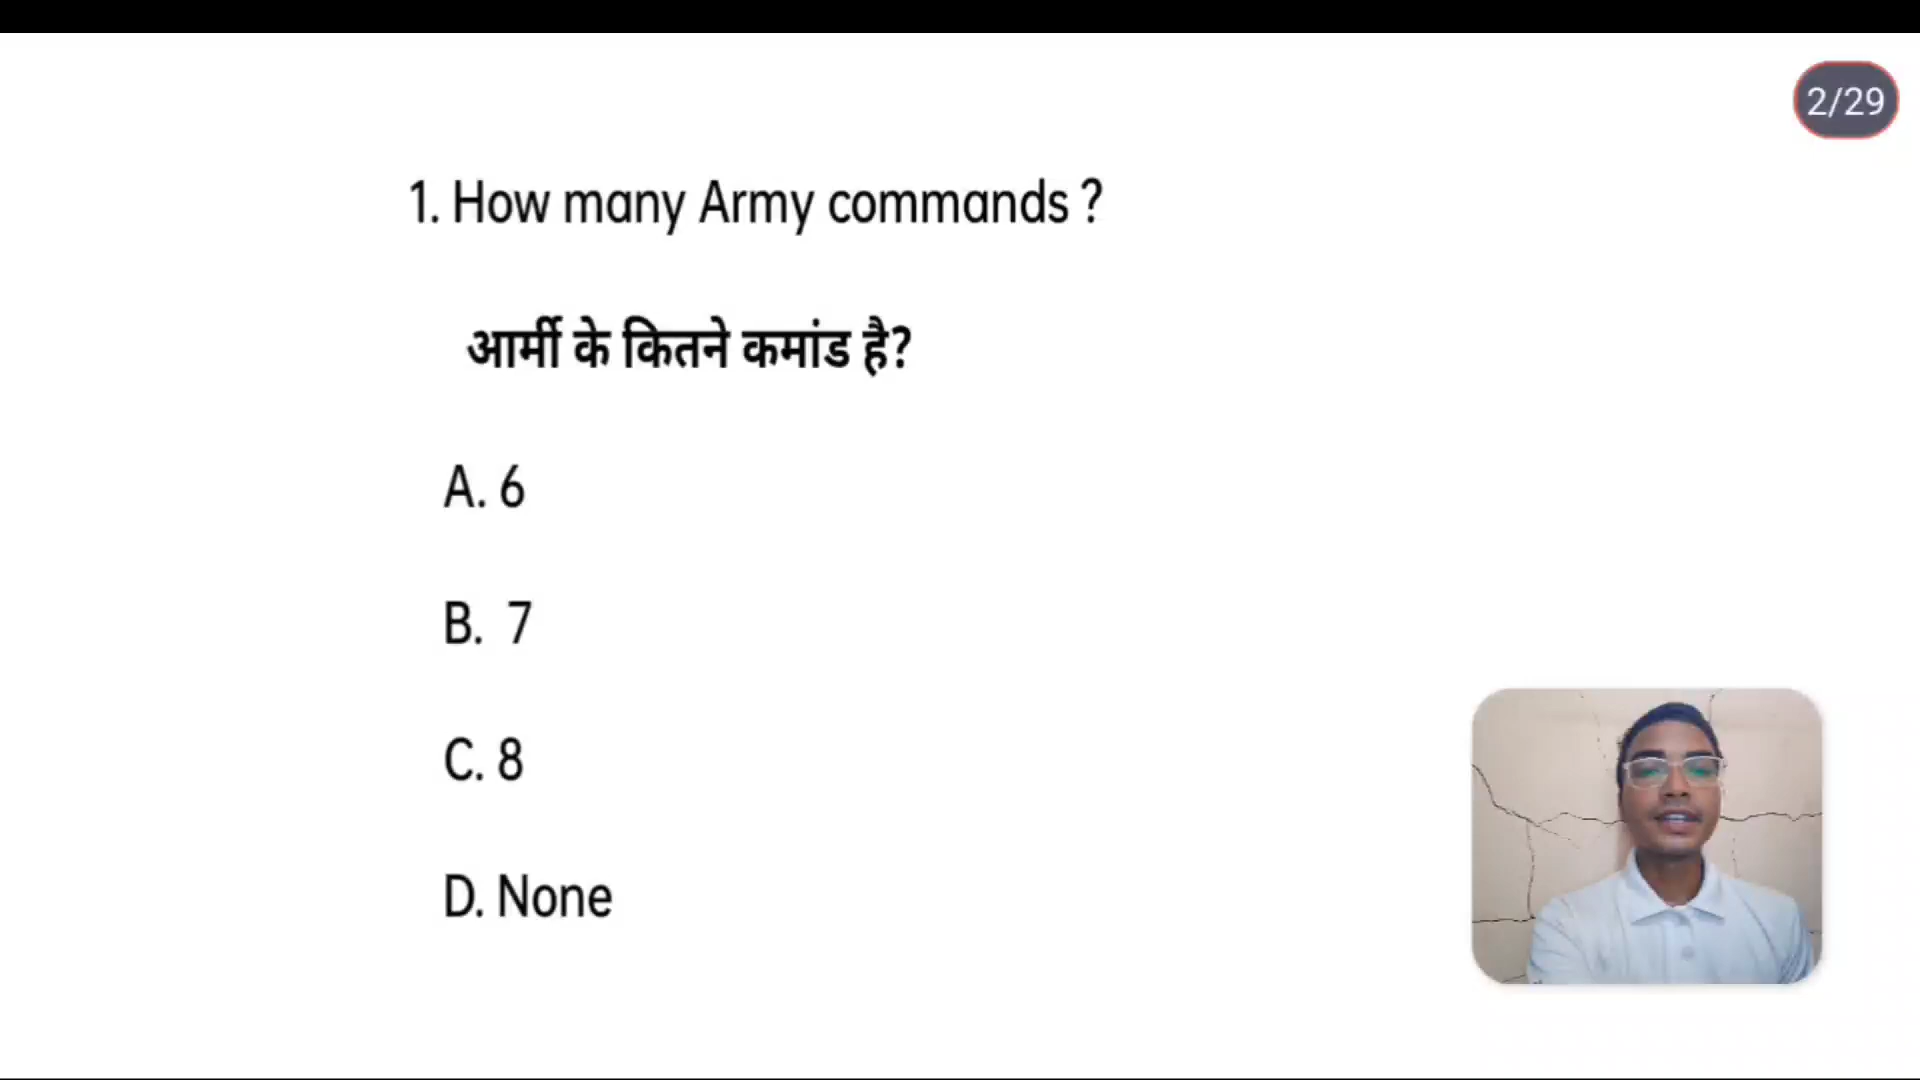 2/29
1. How many Army commands ?
आर्मी के कितने कमांड है?
A. 6
B. 7
C. 8
D. None